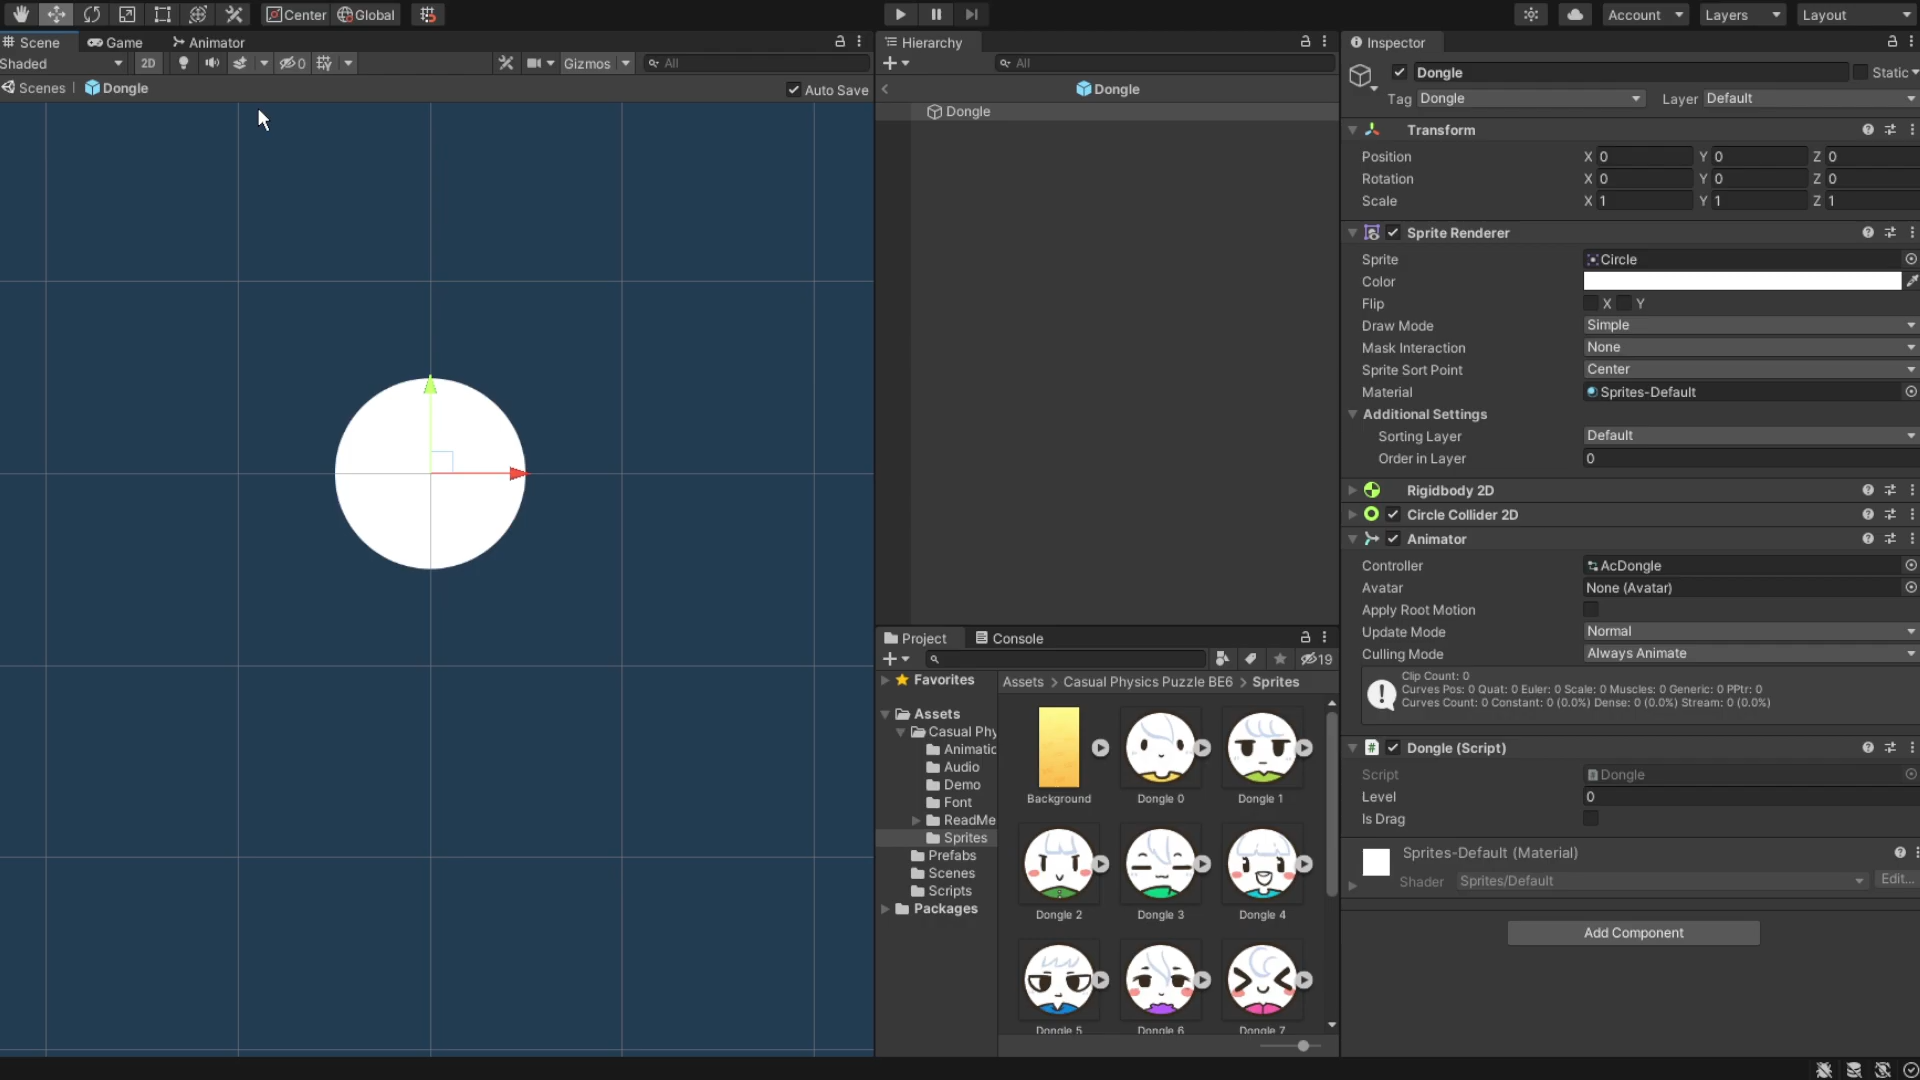 Center Global
Account Layers Layout
Scene Game Animator
Shaded 2D 0 Gizmos All
Scenes Dongle Auto Save
Hierarchy
All
Dongle
Dongle
Project Console
19
Favorites
Assets
Casual Phy
Animatic
Audio
Demo
Font
ReadMe
Sprites
Prefabs
Scenes
Scripts
Packages
Assets > Casual Physics Puzzle BE6 > Sprites
Background Dongle 0 Dongle 1
Dongle 2 Dongle 3 Dongle 4
Dongle 5 Dongle 6 Dongle 7
Inspector
Dongle Static
Tag Dongle Layer Default
Transform
Position X 0 Y 0 Z 0
Rotation X 0 Y 0 Z 0
Scale X 1 Y 1 Z 1
Sprite Renderer
Sprite Circle
Color
Flip X Y
Draw Mode Simple
Mask Interaction None
Sprite Sort Point Center
Material Sprites-Default
Additional Settings
Sorting Layer Default
Order in Layer 0
Rigidbody 2D
Circle Collider 2D
Animator
Controller AcDongle
Avatar None (Avatar)
Apply Root Motion
Update Mode Normal
Culling Mode Always Animate
Clip Count: 0
Curves Pos: 0 Quat: 0 Euler: 0 Scale: 0 Muscles: 0 Generic: 0 PPtr: 0
Curves Count: 0 Constant: 0 (0.0%) Dense: 0 (0.0%) Stream: 0 (0.0%)
# Dongle (Script)
Script Dongle
Level 0
Is Drag
Sprites-Default (Material)
Shader Sprites/Default Edit...
Add Component